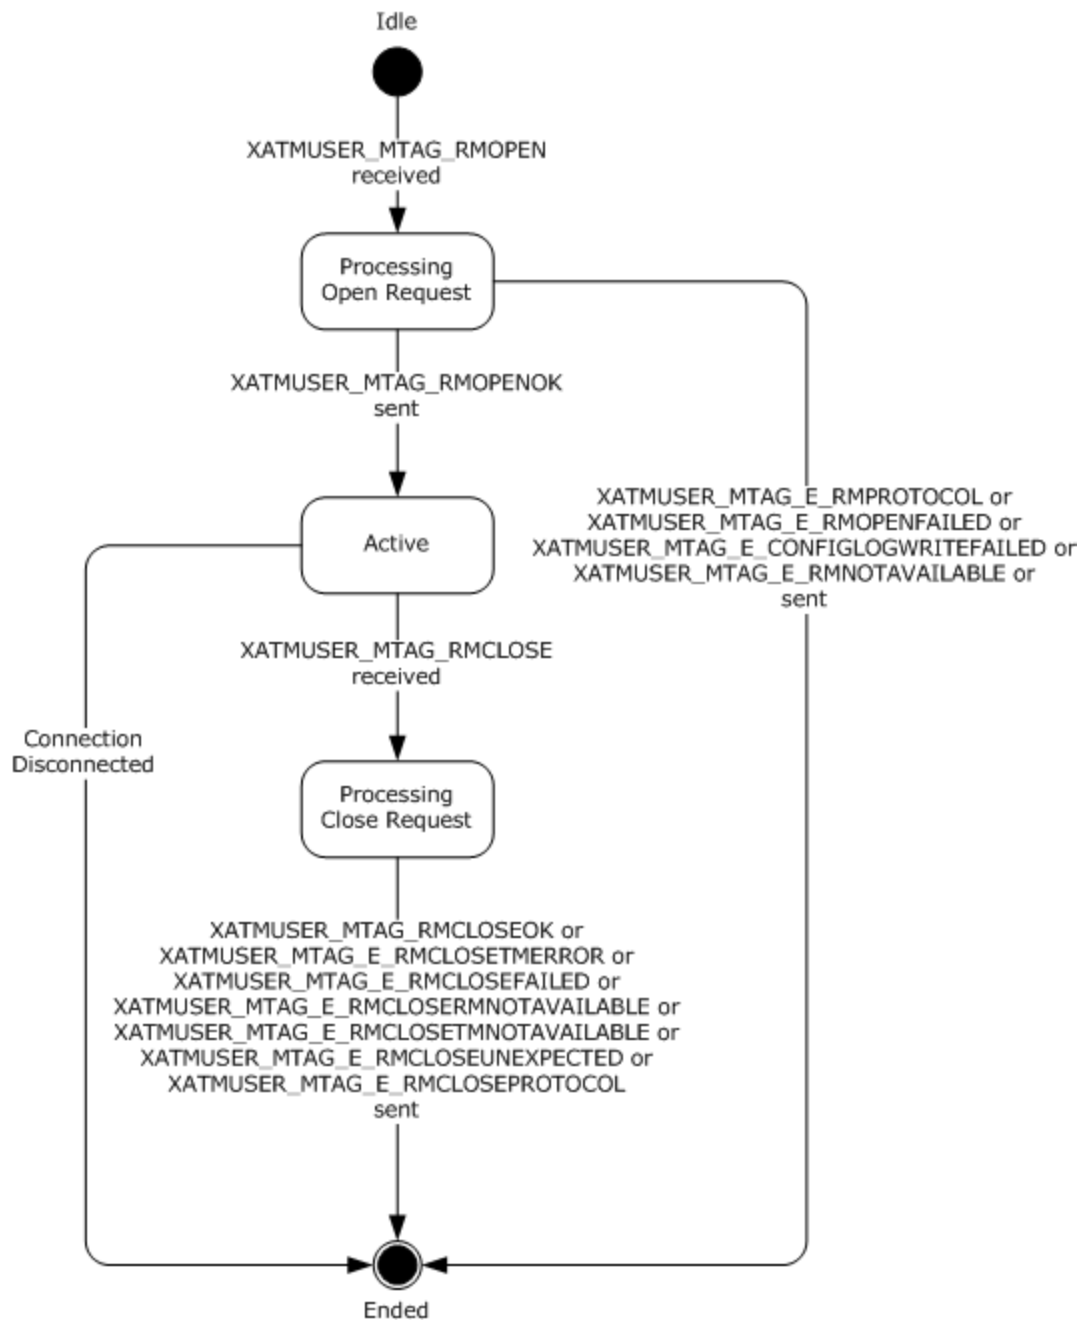 Idle
XATMUSER_MTAG_RMOPEN
received
Processing
Open Request
XATMUSER_MTAG_RMOPENOK
sent
XATMUSER_MTAG_E_RMPROTOCOL or
XATMUSER_MTAG_E_RMOPENFAILED or
XATMUSER_MTAG_E_CONFIGLOGWRITEFAILED or
XATMUSER_MTAG_E_RMNOTAVAILABLE or
sent
Active
XATMUSER_MTAG_RMCLOSE
received
Connection
Disconnected
Processing
Close Request
XATMUSER_MTAG_RMCLOSEOK or
XATMUSER_MTAG_E_RMCLOSETMERROR or
XATMUSER_MTAG_E_RMCLOSEFAILED or
XATMUSER_MTAG_E_RMCLOSERMNOTAVAILABLE or
XATMUSER_MTAG_E_RMCLOSETMNOTAVAILABLE or
XATMUSER_MTAG_E_RMCLOSEUNEXPECTED or
XATMUSER_MTAG_E_RMCLOSEPROTOCOL
sent
Ended